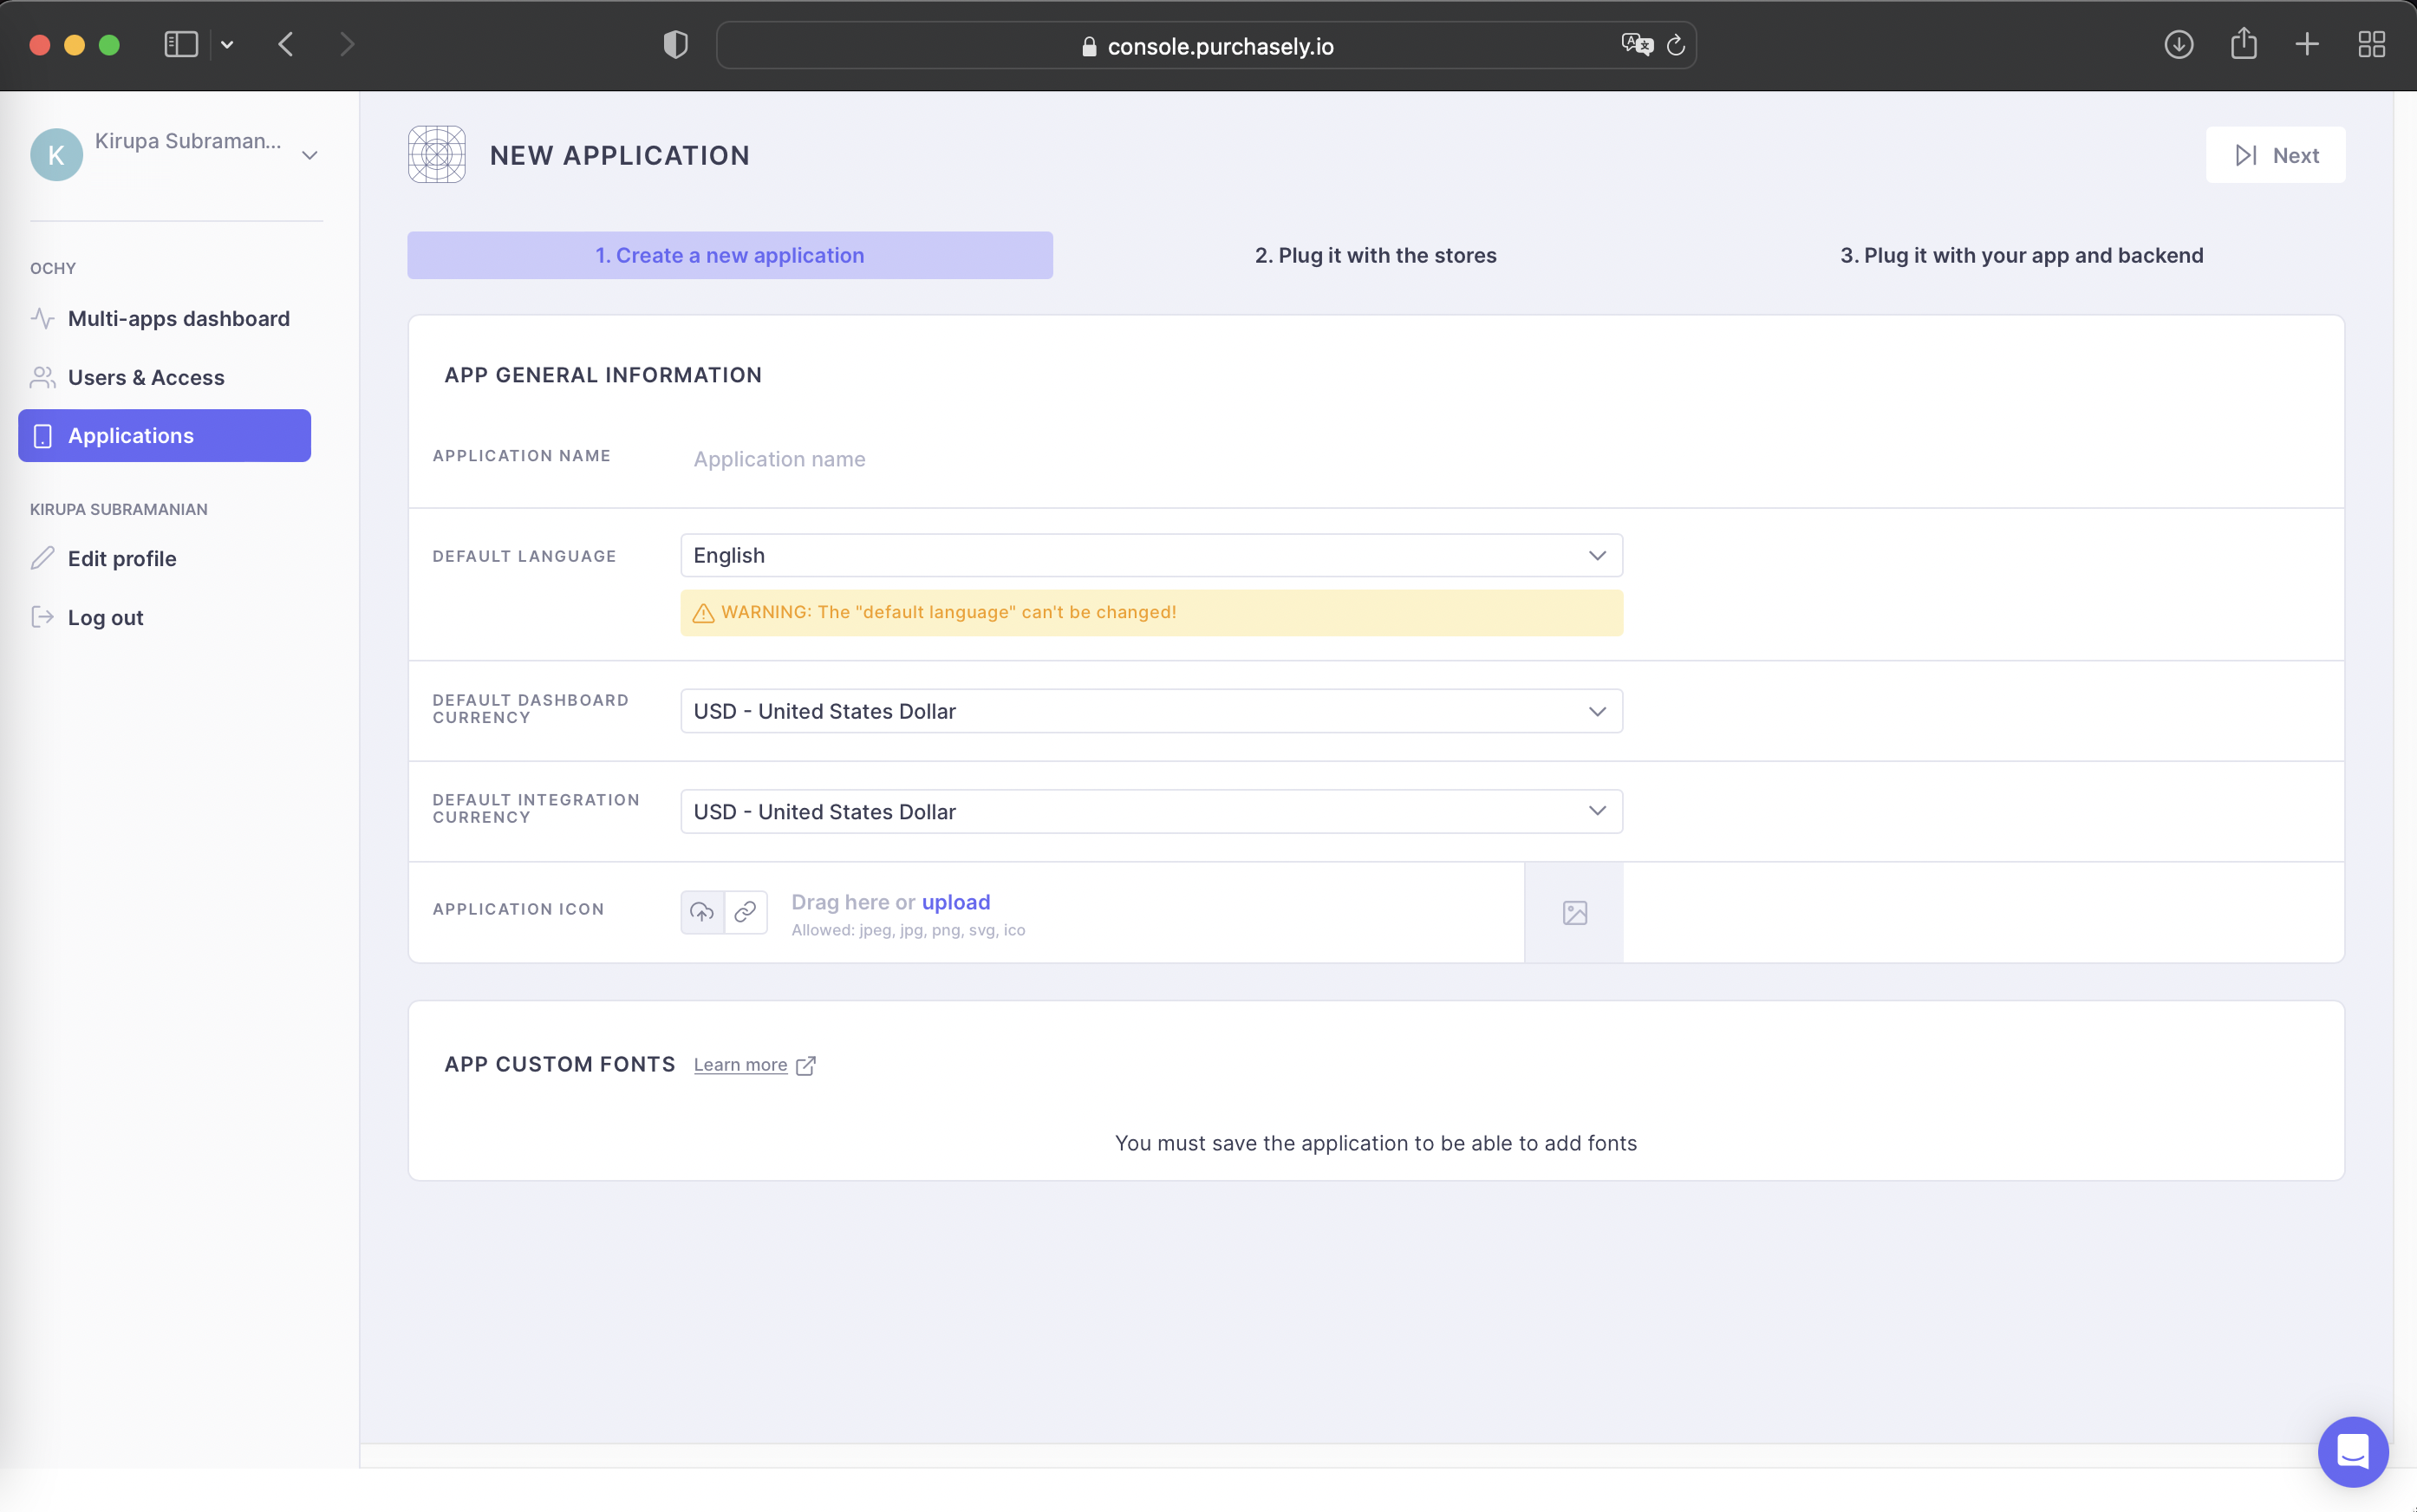 console.purchasely.io
K
Kirupa Subraman...
NEW APPLICATION
Next
OCHY
Multi-apps dashboard
Users & Access
Applications
KIRUPA SUBRAMANIAN
Edit profile
Log out
1. Create a new application
2. Plug it with the stores
3. Plug it with your app and backend
APP GENERAL INFORMATION
APPLICATION NAME
Application name
DEFAULT LANGUAGE
English
WARNING: The "default language" can't be changed!
DEFAULT DASHBOARD
CURRENCY
USD - United States Dollar
DEFAULT INTEGRATION
CURRENCY
USD - United States Dollar
APPLICATION ICON
Drag here or upload
Allowed: jpeg, jpg, png, svg, ico
APP CUSTOM FONTS
Learn more
You must save the application to be able to add fonts